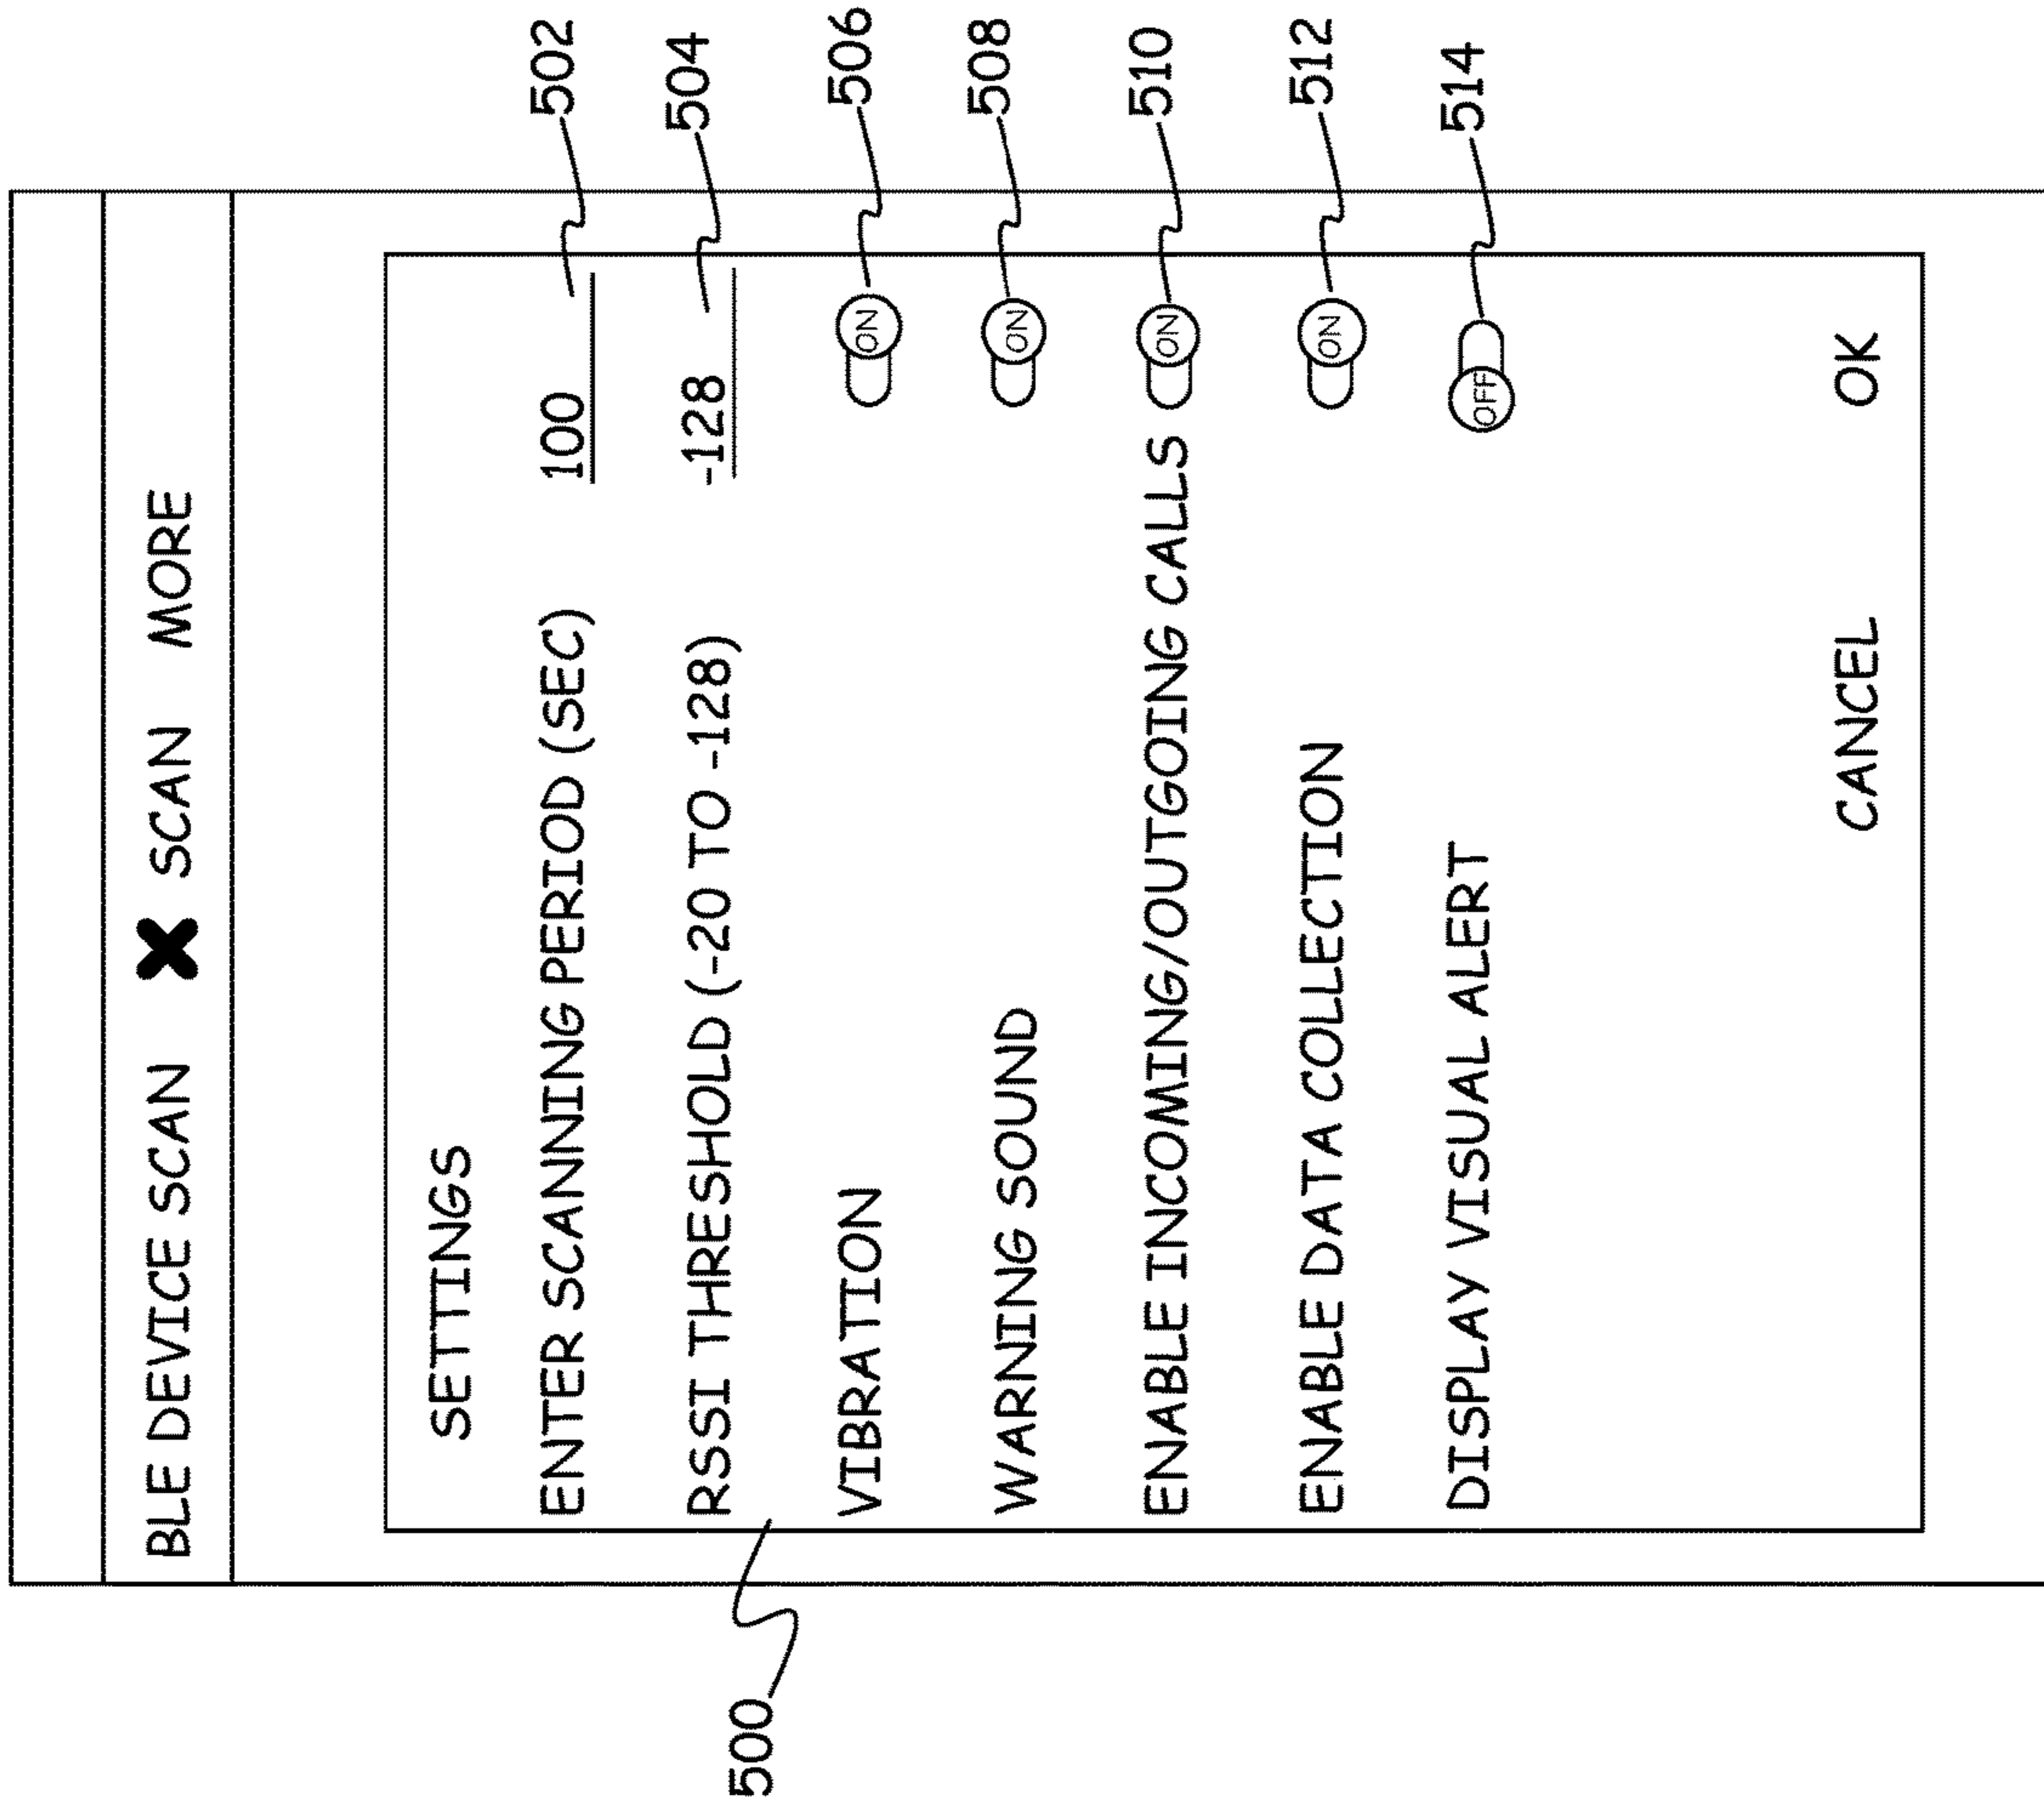 BLE DEVICE SCAN ✖ SCAN MORE
SETTINGS
ENTER SCANNING PERIOD (SEC) 100 502
RSSI THRESHOLD (-20 TO -128) -128 504
500
VIBRATION ON 506
WARNING SOUND ON 508
ENABLE INCOMING/OUTGOING CALLS ON 510
ENABLE DATA COLLECTION ON 512
DISPLAY VISUAL ALERT OFF 514
CANCEL OK